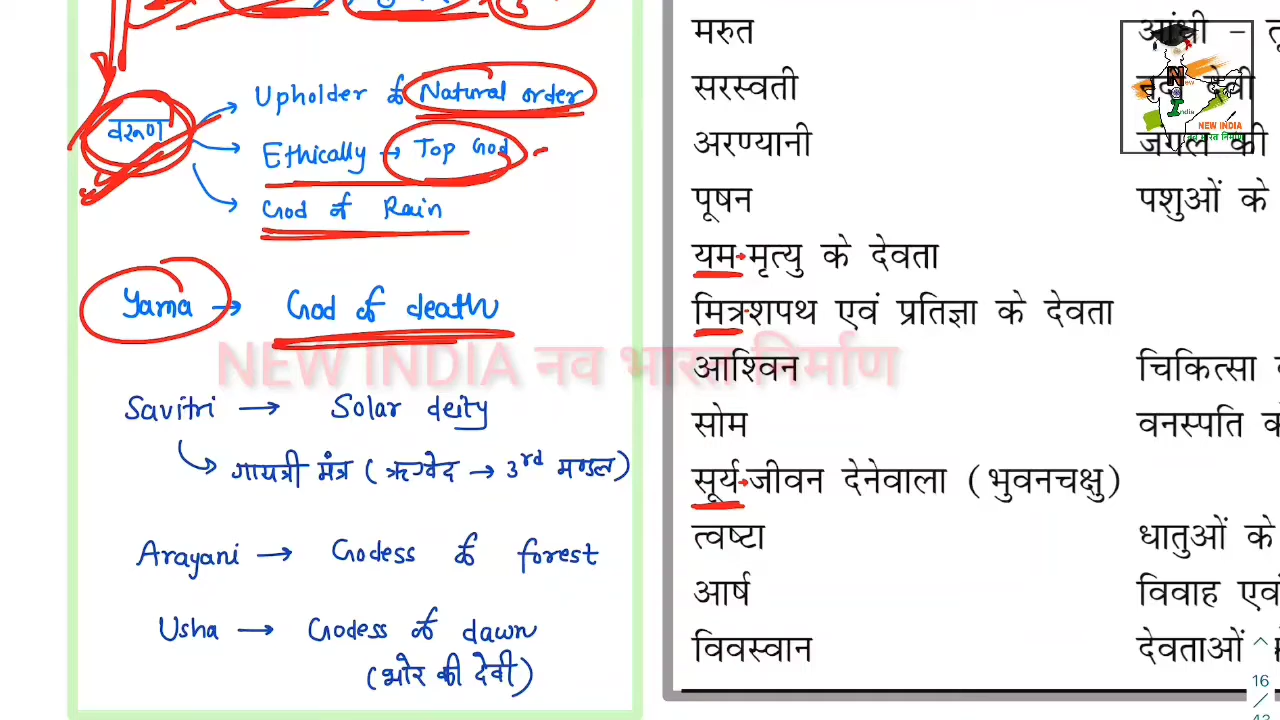 वरुण
Upholder of Natural order
Ethically → Top God
God of Rain
Yama → God of death
Savitri → Solar deity
गायत्री मंत्र (ऋग्वेद → 3rd मण्डल)
Arayani → Godess of forest
Usha → Godess of dawn
(भोर की देवी)
मरुत आंधी -
सरस्वती
अरण्यानी
पूषन पशुओं के
यम मृत्यु के देवता
मित्र शपथ एवं प्रतिज्ञा के देवता
आश्विन चिकित्सा
सोम वनस्पति
सूर्य जीवन देनेवाला (भुवनचक्षु)
त्वष्टा धातुओं के
आर्ष विवाह एवं
विवस्वान देवताओं
NEW INDIA
नव भारत निर्माण
NEW INDIA नव भारत निर्माण
16